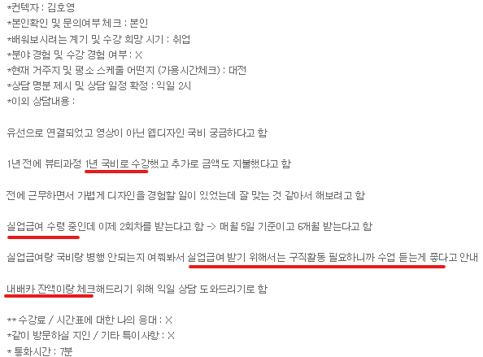 *컨텍자 : 김호영
*본인확인 및 문의여부 체크 : 본인
*배워보시려는 계기 및 수강 희망 시기 : 취업
*분야 경험 및 수강 경험 여부 : X
*현재 거주지 및 평소 스케줄 어떤지 (가용시간체크) : 대전
*상담 명분 제시 및 상담 일정 확정 : 익일 2시
*이외 상담내용 :
유선으로 연결되었고 영상이 아닌 웹디자인 국비 궁금하다고 함
1년 전에 뷰티과정 1년 국비로 수강했고 추가로 금액도 지불했다고 함
전에 근무하면서 가볍게 디자인을 경험할 일이 있었는데 잘 맞는 것 같아서 해보려고 함
실업급여 수령 중인데 이제 2회차를 받는다고 함 -> 매월 5일 기준이고 6개월 받는다고 함
실업급여랑 국비랑 병행 안되는지 여쭤봐서 실업급여 받기 위해서는 구직활동 필요하니까 수업 듣는게 좋다고 안내
내배카 잔액이랑 체크해드리기 위해 익일 상담 도와드리기로 함
** 수강료 / 시간표에 대한 나의 응대 : X
*같이 방문하실 지인 / 기타 특이사항 : X
* 통화시간 : 7분